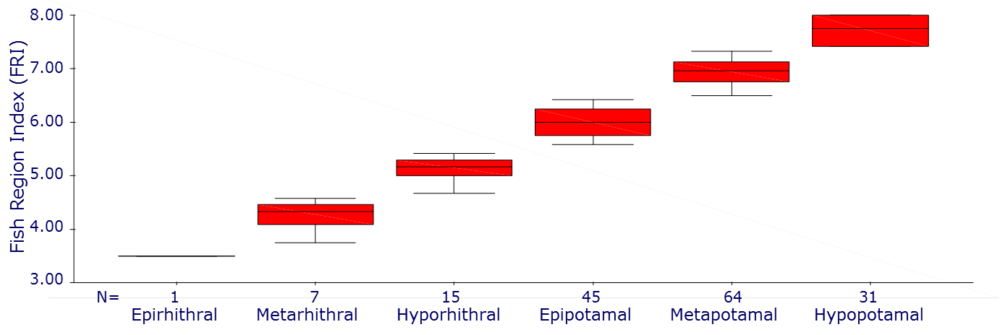 Fish Region Index (FRI)
8.00
7.00
6.00
5.00
4.00
3.00
N= 1 7 15 45 64 31
Epirhithral Metarhithral Hyporhithral Epipotamal Metapotamal Hypopotamal